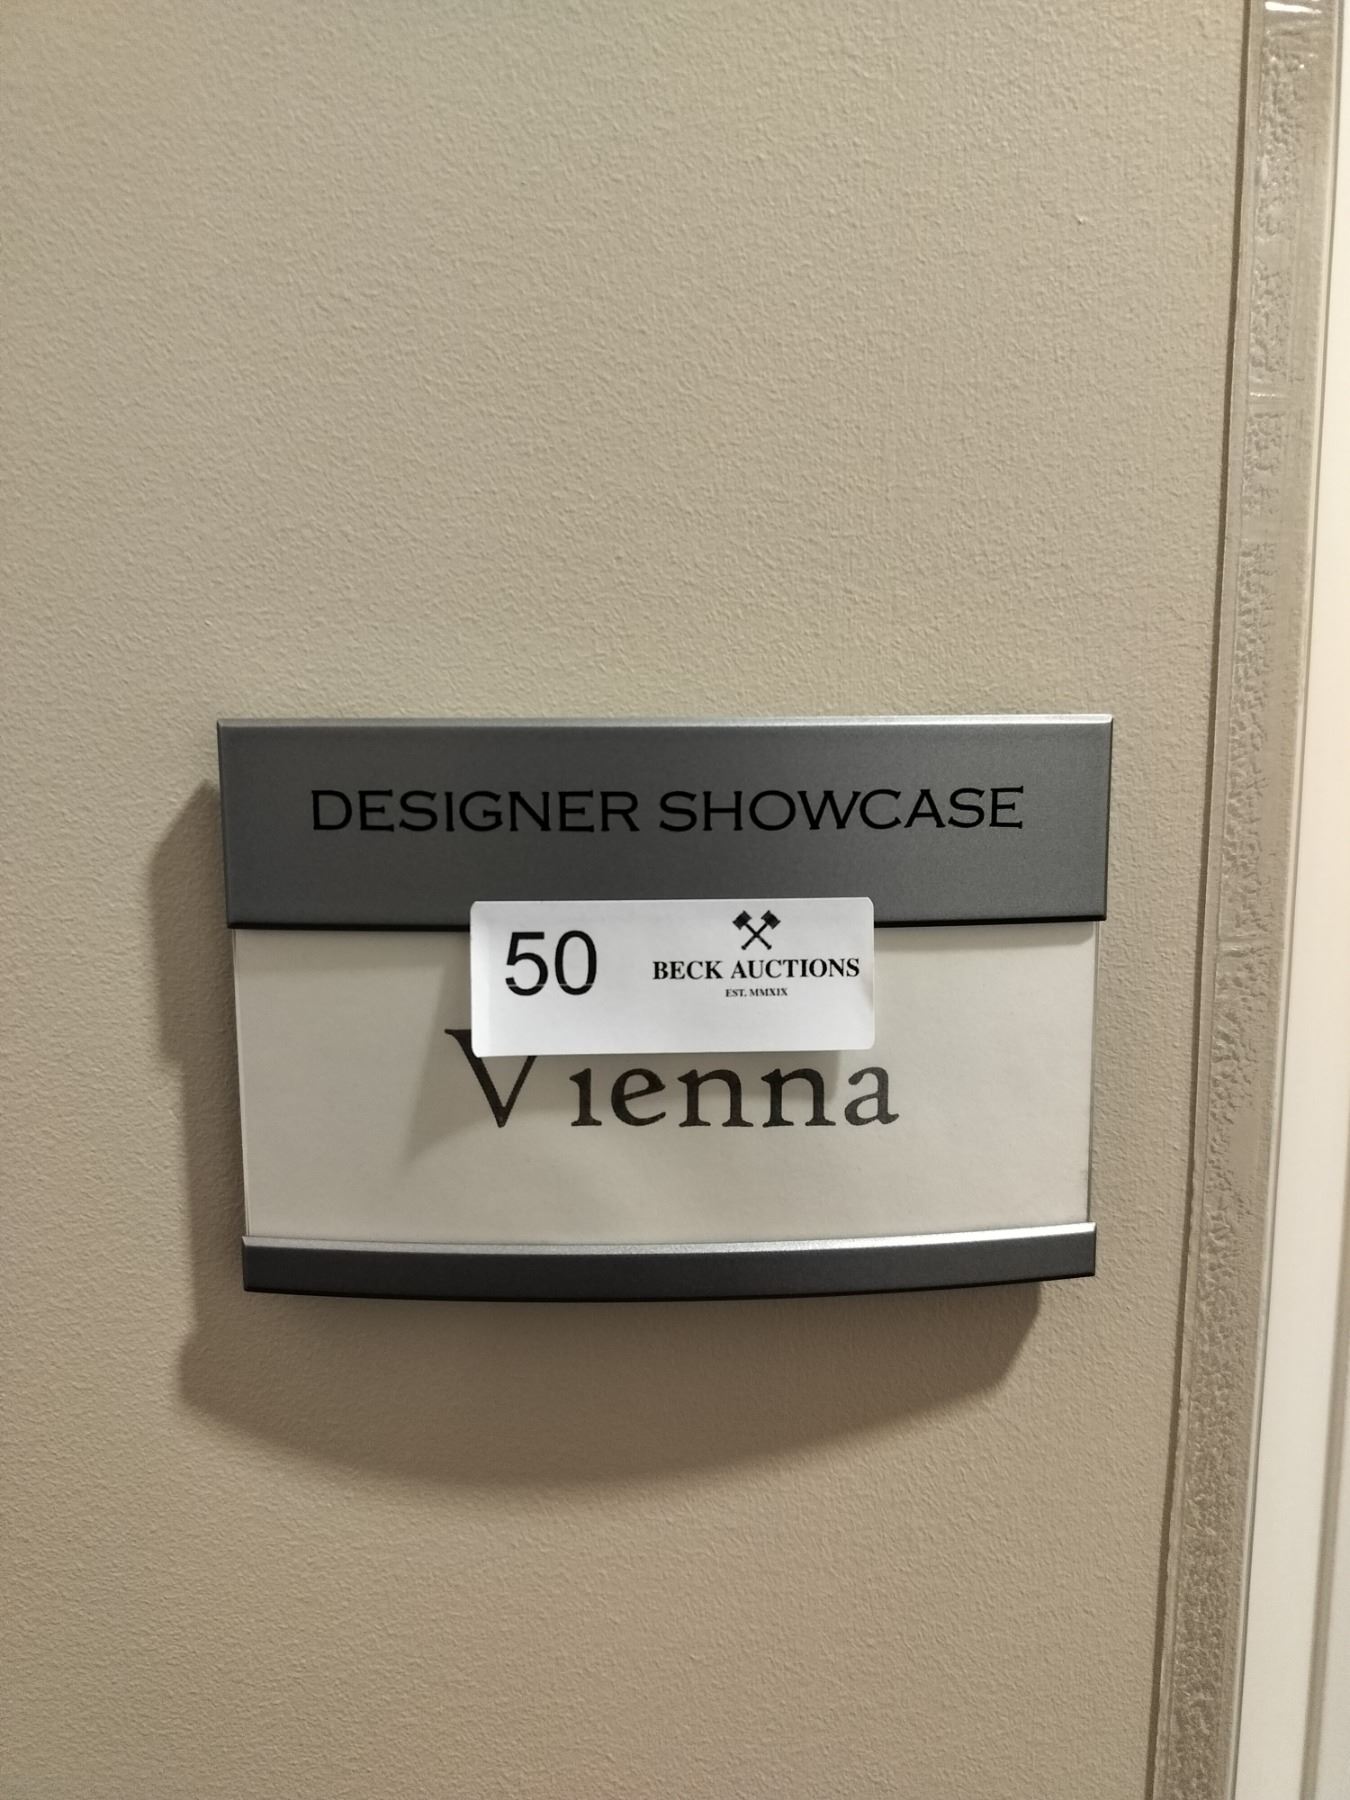 DESIGNER SHOWCASE
50
BECK AUCTIONS
EST. MMXIX
Vienna